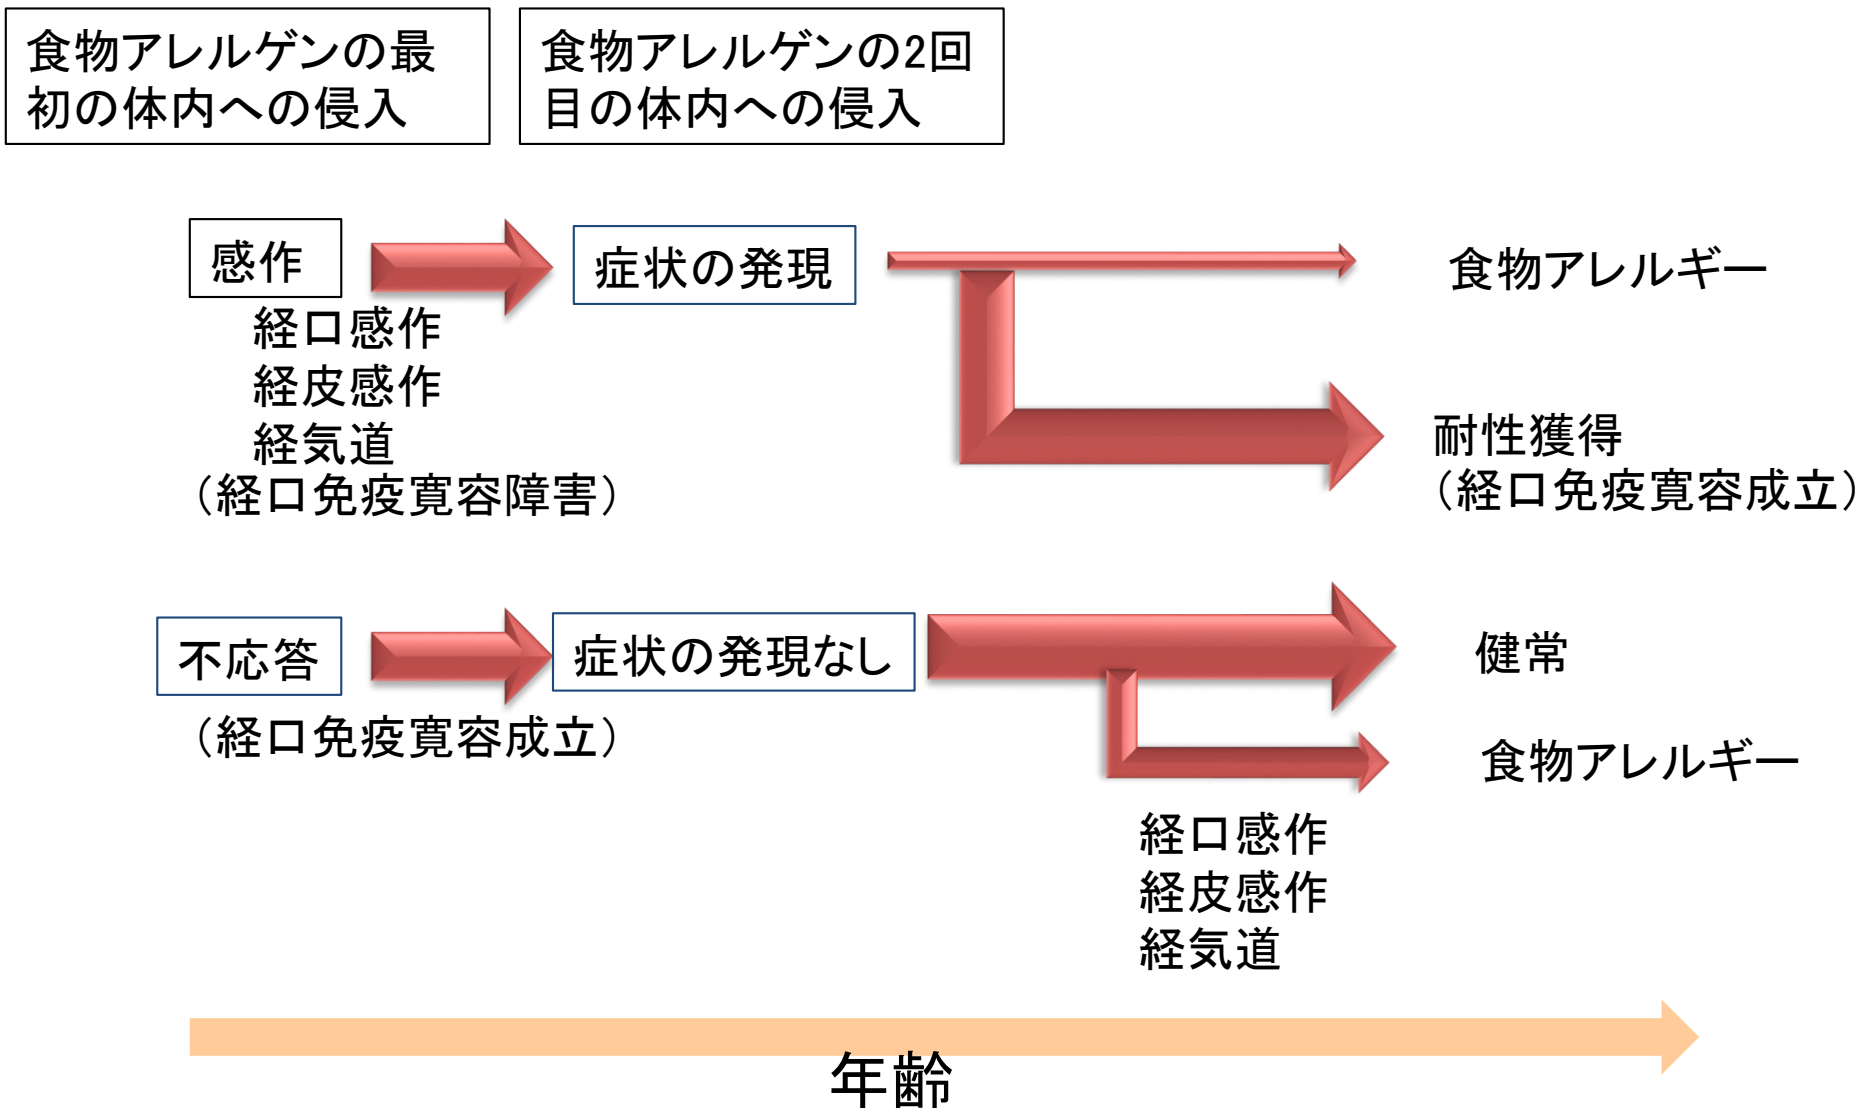 食物アレルゲンの最
初の体内への侵入
食物アレルゲンの2回
目の体内への侵入
感作
経口感作
経皮感作
経気道
（経口免疫寛容障害）
症状の発現
食物アレルギー
耐性獲得
（経口免疫寛容成立）
不応答
（経口免疫寛容成立）
症状の発現なし
健常
食物アレルギー
経口感作
経皮感作
経気道
年齢